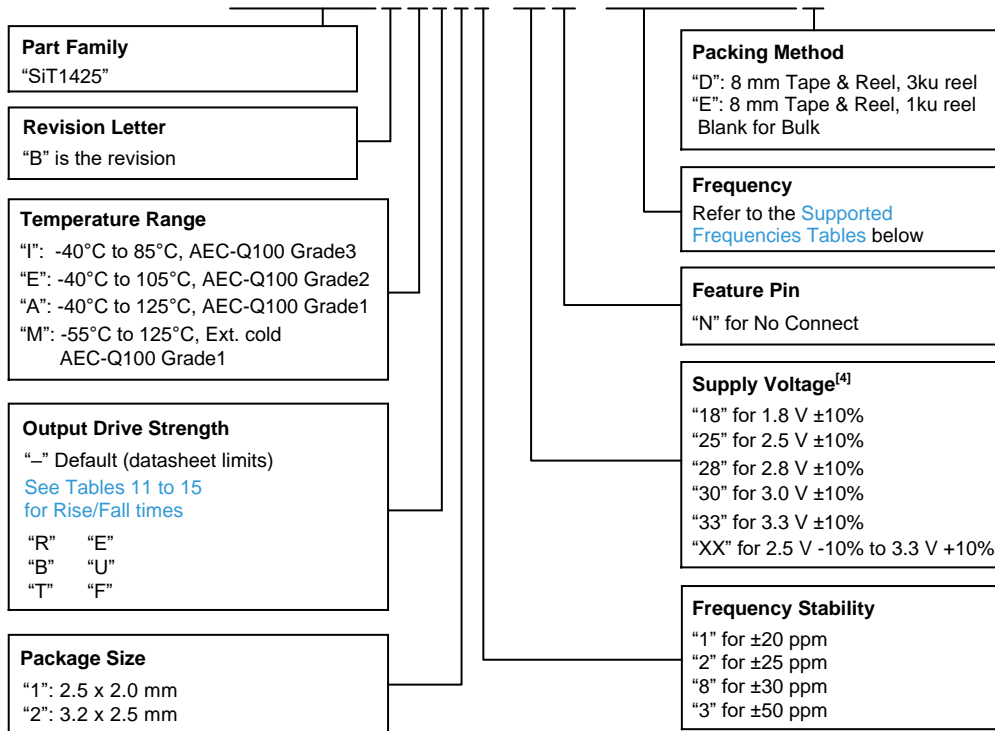 Part Family
“SiT1425”
Revision Letter
“B” is the revision
Temperature Range
“I”: -40°C to 85°C, AEC-Q100 Grade3
“E”: -40°C to 105°C, AEC-Q100 Grade2
“A”: -40°C to 125°C, AEC-Q100 Grade1
“M”: -55°C to 125°C, Ext. cold
AEC-Q100 Grade1
Output Drive Strength
“–” Default (datasheet limits)
See Tables 11 to 15
for Rise/Fall times
“R” “E”
“B” “U”
“T” “F”
Package Size
“1”: 2.5 x 2.0 mm
“2”: 3.2 x 2.5 mm
Packing Method
“D”: 8 mm Tape & Reel, 3ku reel
“E”: 8 mm Tape & Reel, 1ku reel
Blank for Bulk
Frequency
Refer to the Supported
Frequencies Tables below
Feature Pin
“N” for No Connect
Supply Voltage[4]
“18” for 1.8 V ±10%
“25” for 2.5 V ±10%
“28” for 2.8 V ±10%
“30” for 3.0 V ±10%
“33” for 3.3 V ±10%
“XX” for 2.5 V -10% to 3.3 V +10%
Frequency Stability
“1” for ±20 ppm
“2” for ±25 ppm
“8” for ±30 ppm
“3” for ±50 ppm